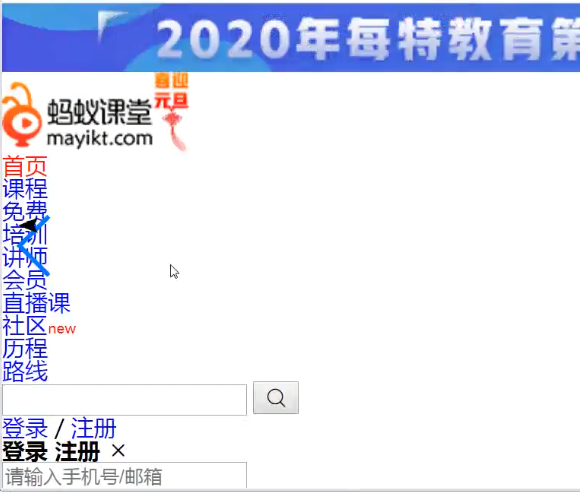 2020年每特教育第
喜迎
元旦
蚂蚁课堂
mayikt.com
首页
课程
免费
培训
讲师
会员
直播课
社区new
历程
路线
登录 / 注册
登录 注册 ×
请输入手机号/邮箱